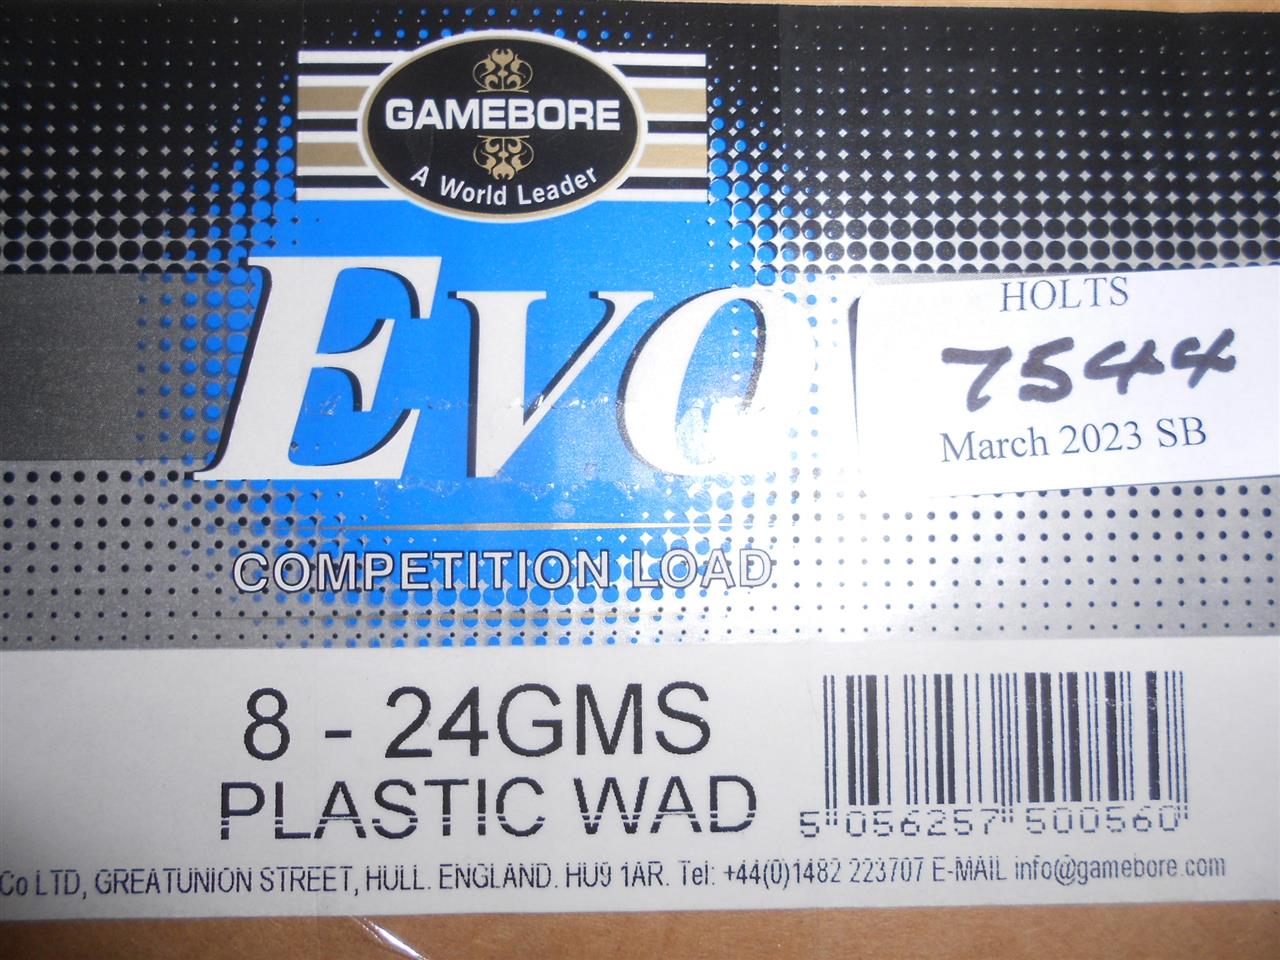 GAMEBORE
A World Leader
EVO
HOLTS
7544
March 2023 SB
COMPETITION LOAD
8 - 24GMS
PLASTIC WAD
5 056257 500560
Co LTD, GREATUNION STREET, HULL. ENGLAND. HU9 1AR. Tel: +44(0)1482 223707 E-MAIL info@gamebore.com